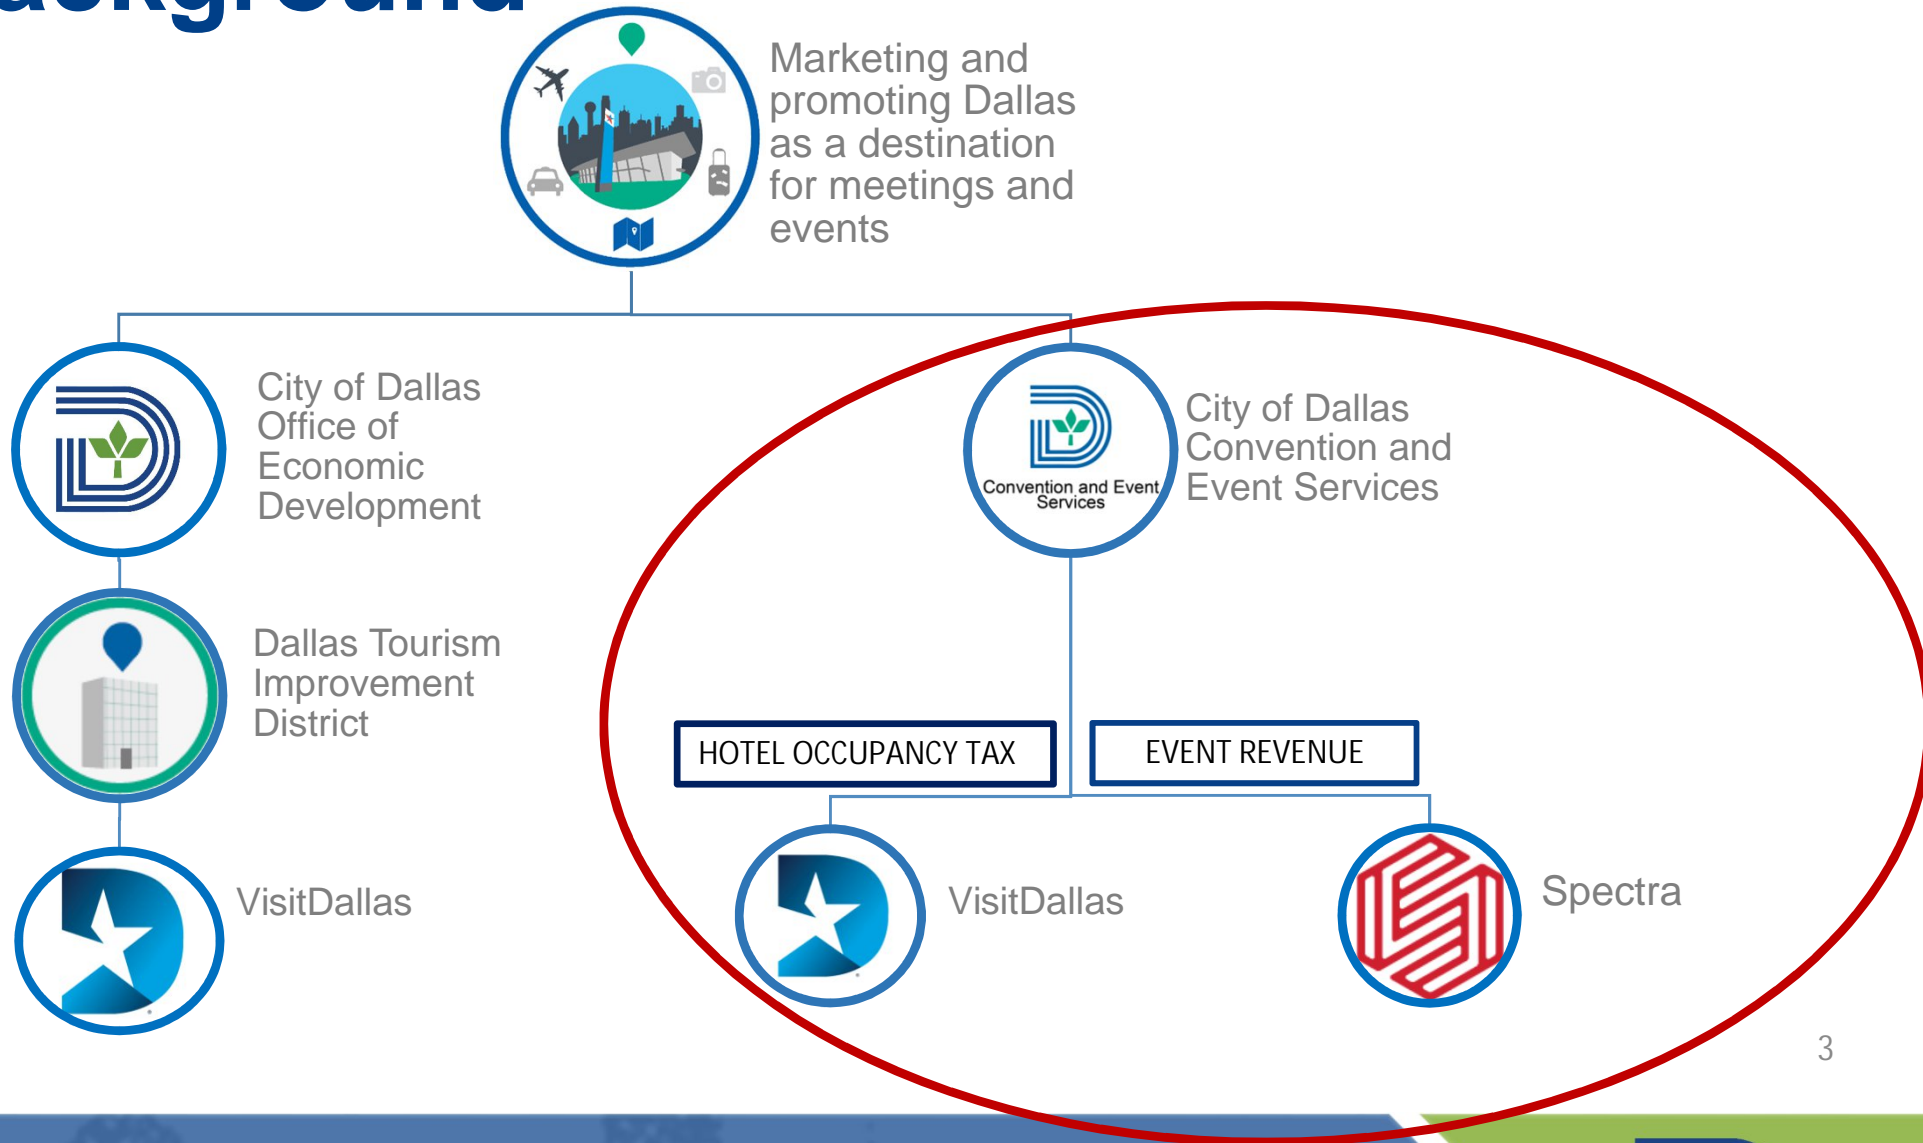 Marketing and
promoting Dallas
as a destination
for meetings and
events
City of Dallas
Office of
Economic
Development
Convention and Event
Services
City of Dallas
Convention and
Event Services
Dallas Tourism
Improvement
District
HOTEL OCCUPANCY TAX
EVENT REVENUE
VisitDallas
VisitDallas
Spectra
3